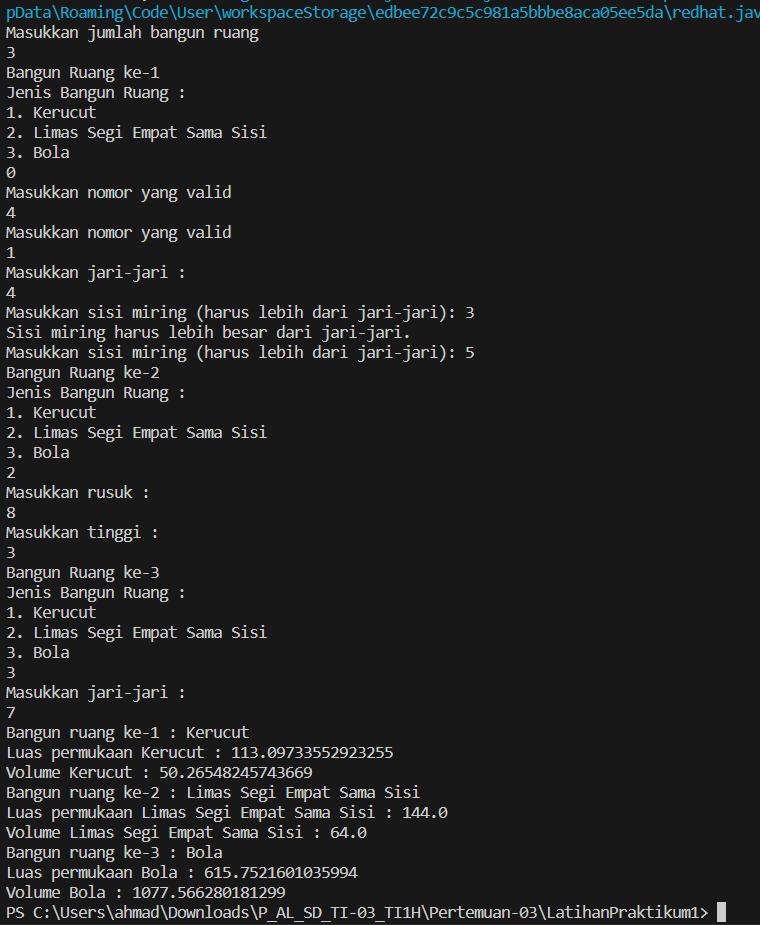 pData\Roaming\Code\User\workspaceStorage\edbee72c9c5c981a5bbbe8aca05ee5da\redhat.jav
Masukkan jumlah bangun ruang
3
Bangun Ruang ke-1
Jenis Bangun Ruang :
1. Kerucut
2. Limas Segi Empat Sama Sisi
3. Bola
0
Masukkan nomor yang valid
4
Masukkan nomor yang valid
1
Masukkan jari-jari :
4
Masukkan sisi miring (harus lebih dari jari-jari): 3
Sisi miring harus lebih besar dari jari-jari.
Masukkan sisi miring (harus lebih dari jari-jari): 5
Bangun Ruang ke-2
Jenis Bangun Ruang :
1. Kerucut
2. Limas Segi Empat Sama Sisi
3. Bola
2
Masukkan rusuk :
8
Masukkan tinggi :
3
Bangun Ruang ke-3
Jenis Bangun Ruang :
1. Kerucut
2. Limas Segi Empat Sama Sisi
3. Bola
3
Masukkan jari-jari :
7
Bangun ruang ke-1 : Kerucut
Luas permukaan Kerucut : 113.09733552923255
Volume Kerucut : 50.26548245743669
Bangun ruang ke-2 : Limas Segi Empat Sama Sisi
Luas permukaan Limas Segi Empat Sama Sisi : 144.0
Volume Limas Segi Empat Sama Sisi : 64.0
Bangun ruang ke-3 : Bola
Luas permukaan Bola : 615.7521601035994
Volume Bola : 1077.566280181299
PS C:\Users\ahmad\Downloads\P_AL_SD_TI-03_TI1H\Pertemuan-03\LatihanPraktikum1>